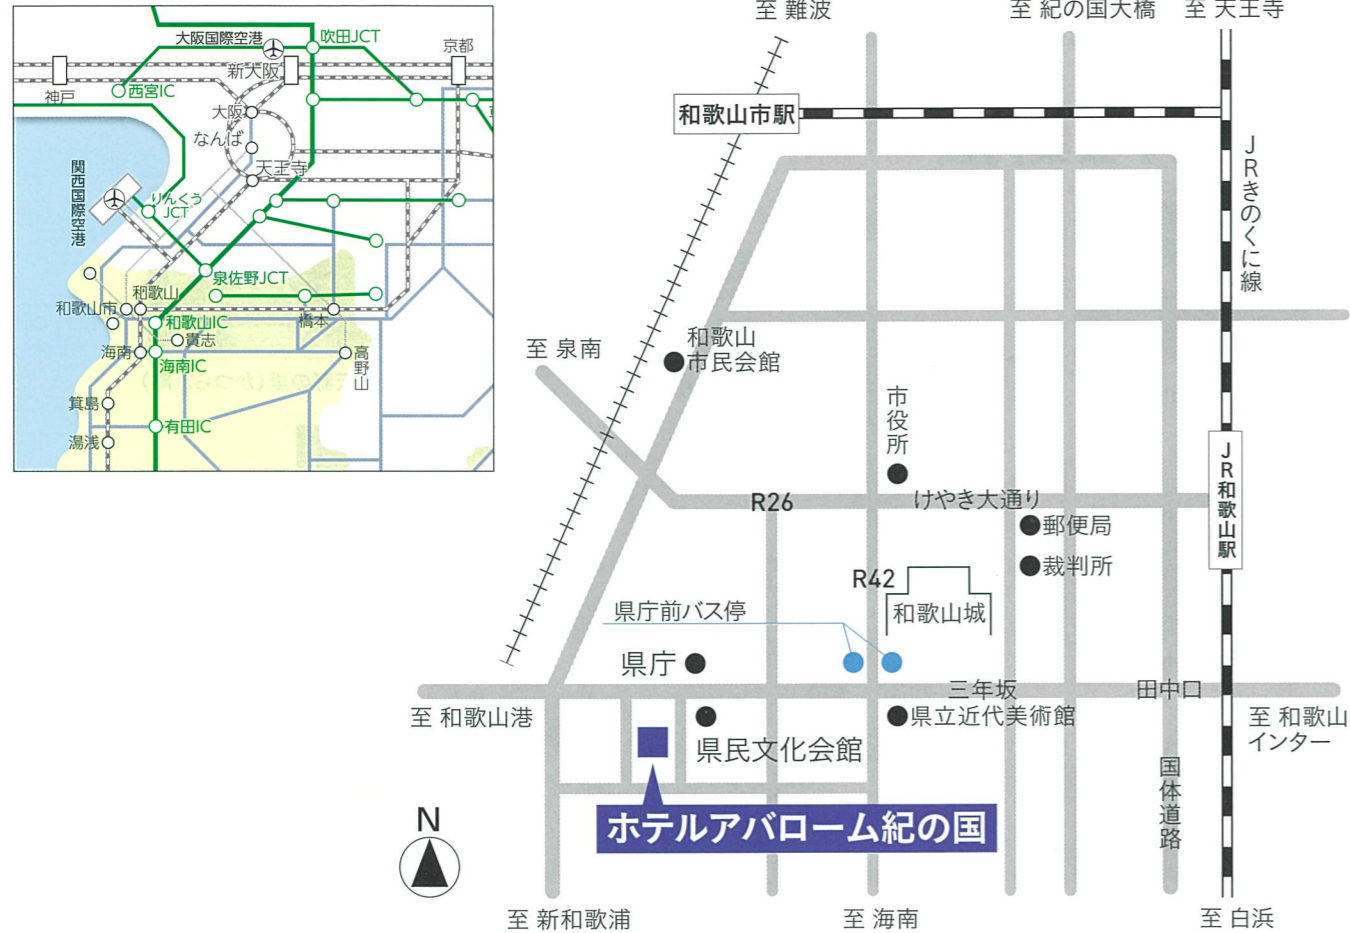 大阪国際空港
吹田JCT
京都
新大阪
神戸
西宮IC
大阪
なんば
天王寺
関西国際空港
りんくう
JCT
泉佐野JCT
和歌山
和歌山市
和歌山IC
橋本
貴志
海南
海南IC
高野山
箕島
有田IC
湯浅
至 難波
至 紀の国大橋
至 天王寺
和歌山市駅
JRきのくに線
至 泉南
和歌山
市民会館
市役所
R26
けやき大通り
JR和歌山駅
郵便局
R42
裁判所
県庁前バス停
和歌山城
県庁
三年坂
田中口
至 和歌山港
県立近代美術館
至 和歌山
インター
県民文化会館
国体道路
ホテルアバローム紀の国
N
至 新和歌浦
至 海南
至 白浜